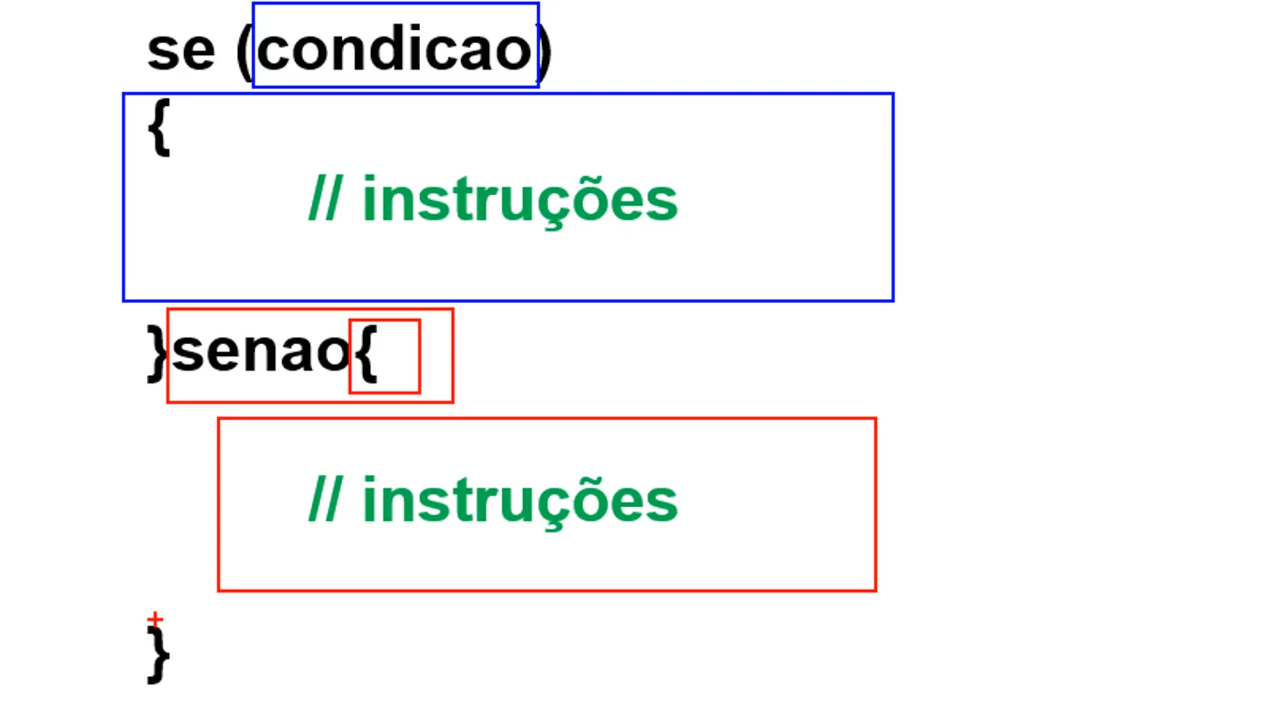 se (condicao)
{
// instruções
}senao{
// instruções
}